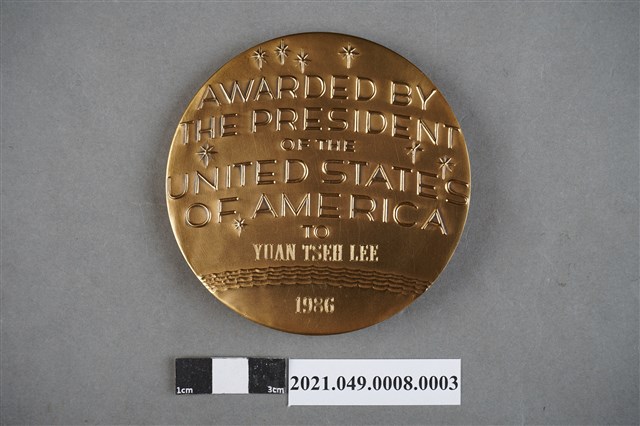 AWARDED BY
THE PRESIDENT
OF THE
UNITED STATES
OF AMERICA
TO
YUAN TSEH LEE
1986
1cm 3cm
2021.049.0008.0003